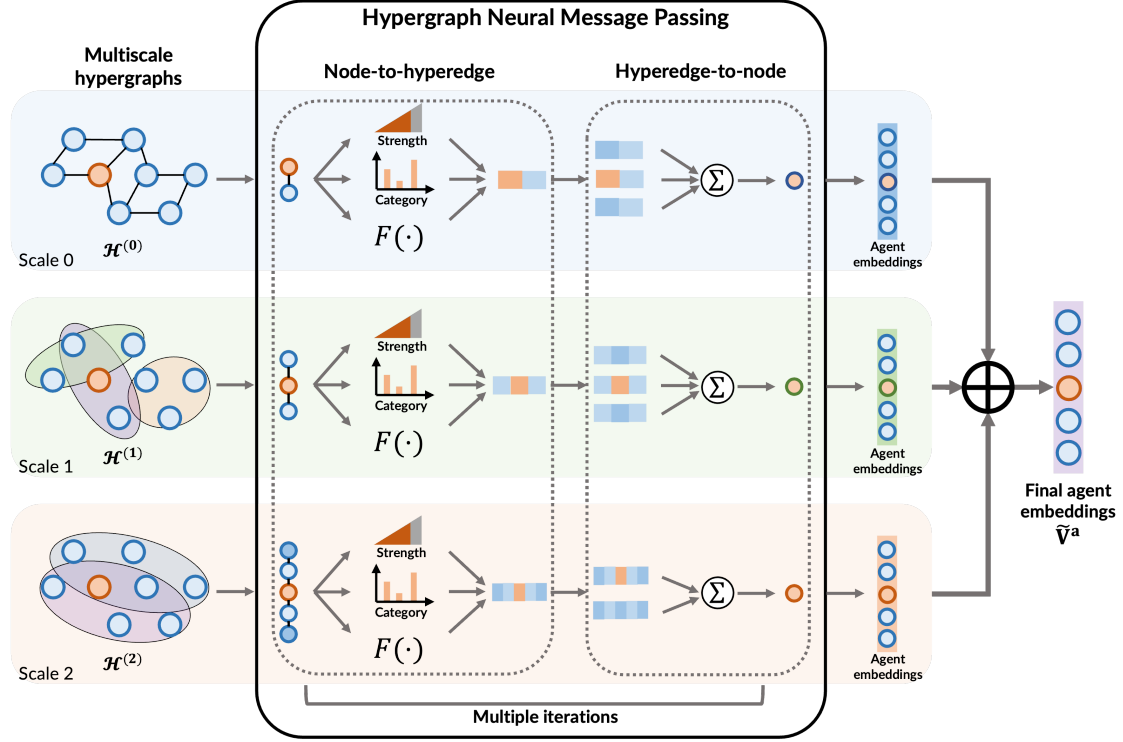 Hypergraph Neural Message Passing
Multiscale
hypergraphs
Node-to-hyperedge
Hyperedge-to-node
Strength
Category
F(·)
Σ
ℋ⁽⁰⁾
Scale 0
Agent
embeddings
Strength
Category
F(·)
Σ
ℋ⁽¹⁾
Scale 1
Agent
embeddings
Final agent
embeddings
Ṽᵃ
Strength
Category
F(·)
Σ
ℋ⁽²⁾
Scale 2
Agent
embeddings
Multiple iterations